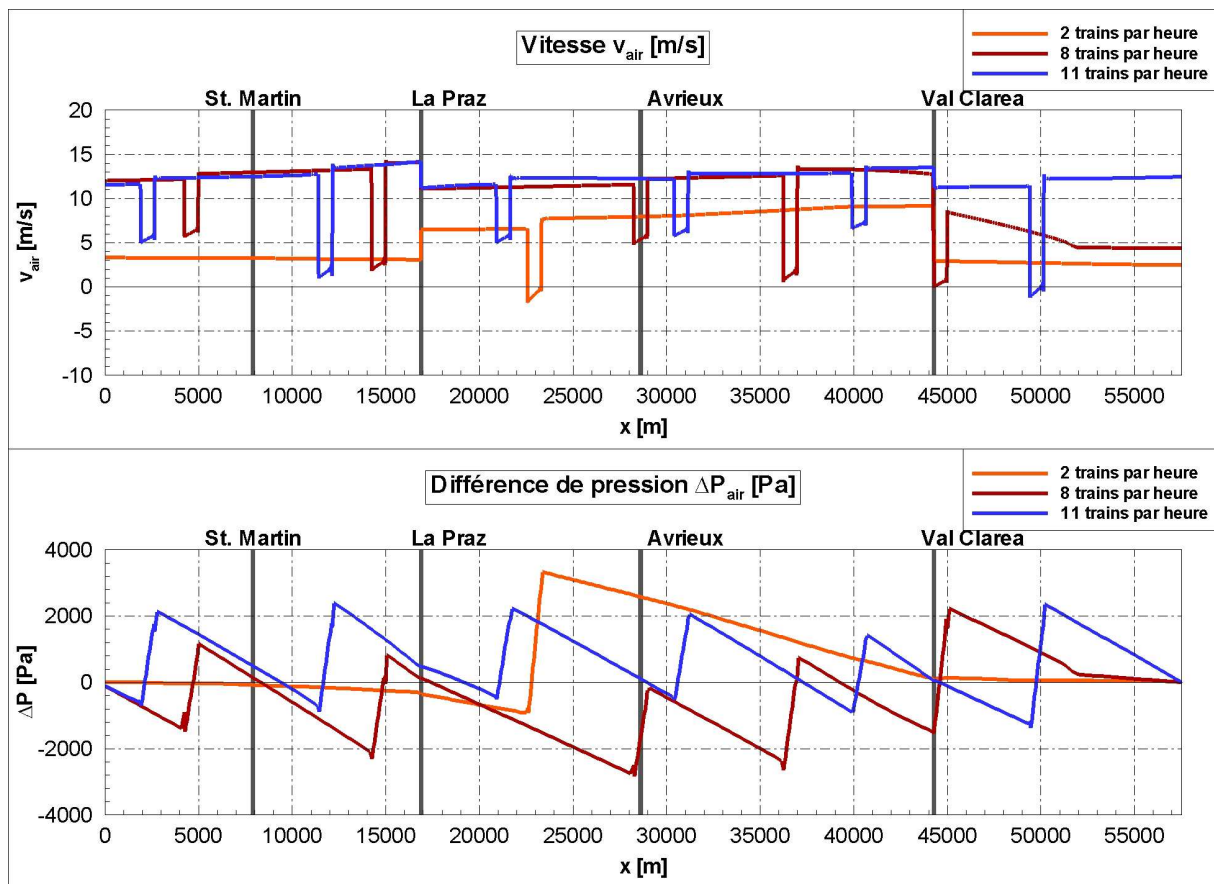 Vitesse vair [m/s]
2 trains par heure
8 trains par heure
11 trains par heure
St. Martin La Praz Avrieux Val Clarea
20
15
10
5
0
-5
-10
vair [m/s]
0 5000 10000 15000 20000 25000 30000 35000 40000 45000 50000 55000
x [m]
Différence de pression ΔPair [Pa]
2 trains par heure
8 trains par heure
11 trains par heure
St. Martin La Praz Avrieux Val Clarea
4000
2000
0
-2000
-4000
ΔP [Pa]
0 5000 10000 15000 20000 25000 30000 35000 40000 45000 50000 55000
x [m]